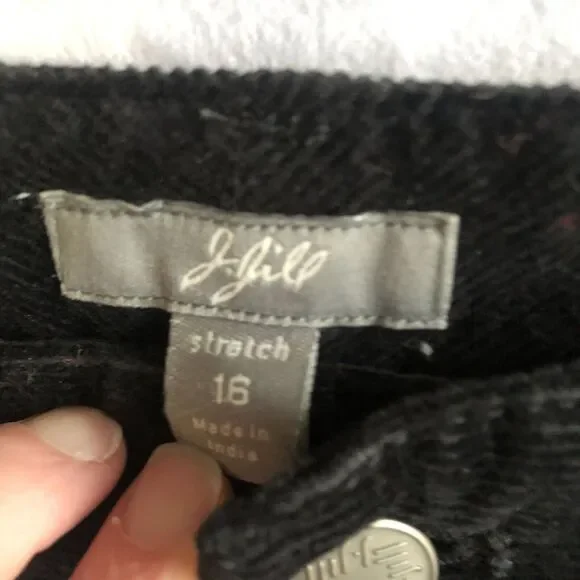 J.Jill
stretch
16
Made in
India